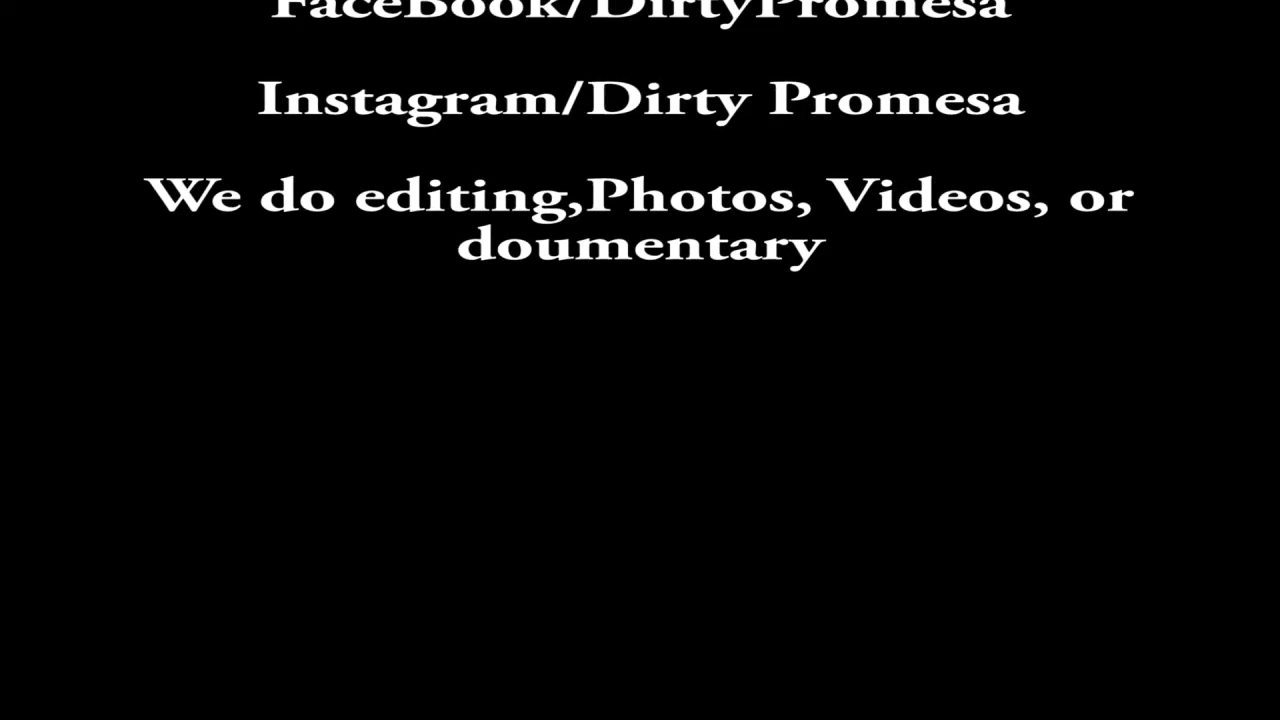 FaceBook/DirtyPromesa
Instagram/Dirty Promesa
We do editing,Photos, Videos, or
doumentary